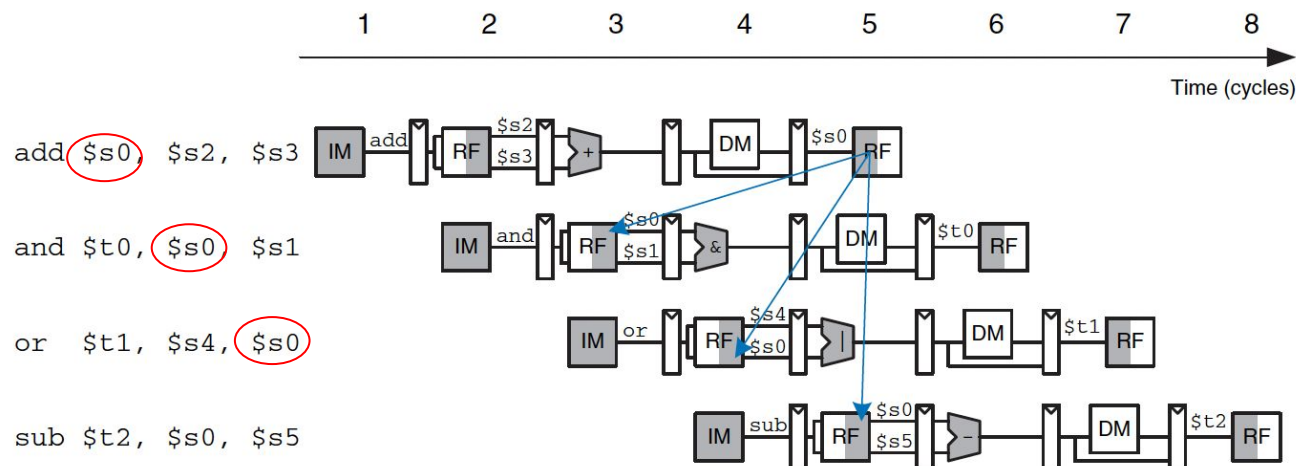 1 2 3 4 5 6 7 8
Time (cycles)
add $s0, $s2, $s3 IM add RF $s2 $s3 + DM $s0 RF
and $t0, $s0, $s1 IM and RF $s0 $s1 & DM $t0 RF
or $t1, $s4, $s0 IM or RF $s4 $s0 | DM $t1 RF
sub $t2, $s0, $s5 IM sub RF $s0 $s5 - DM $t2 RF